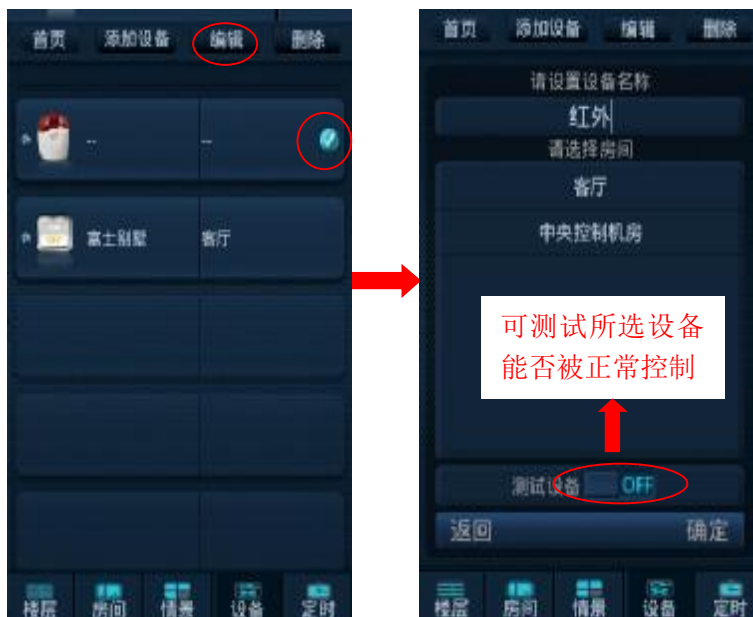 首页 添加设备 编辑 删除
-- --
富士别墅 客厅
楼层 房间 情景 设备 定时
首页 添加设备 编辑 删除
请设置设备名称
红外
请选择房间
客厅
中央控制机房
可测试所选设备
能否被正常控制
测试设备 OFF
返回 确定
楼层 房间 情景 设备 定时